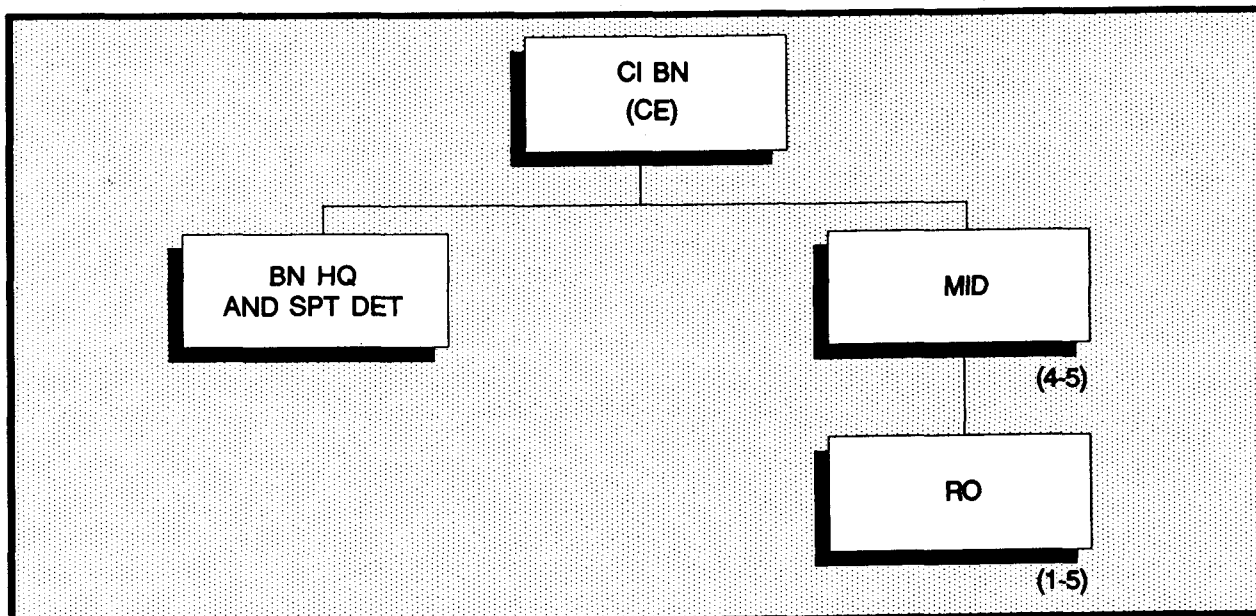 CI BN
(CE)
BN HQ
AND SPT DET
MID
(4-5)
RO
(1-5)